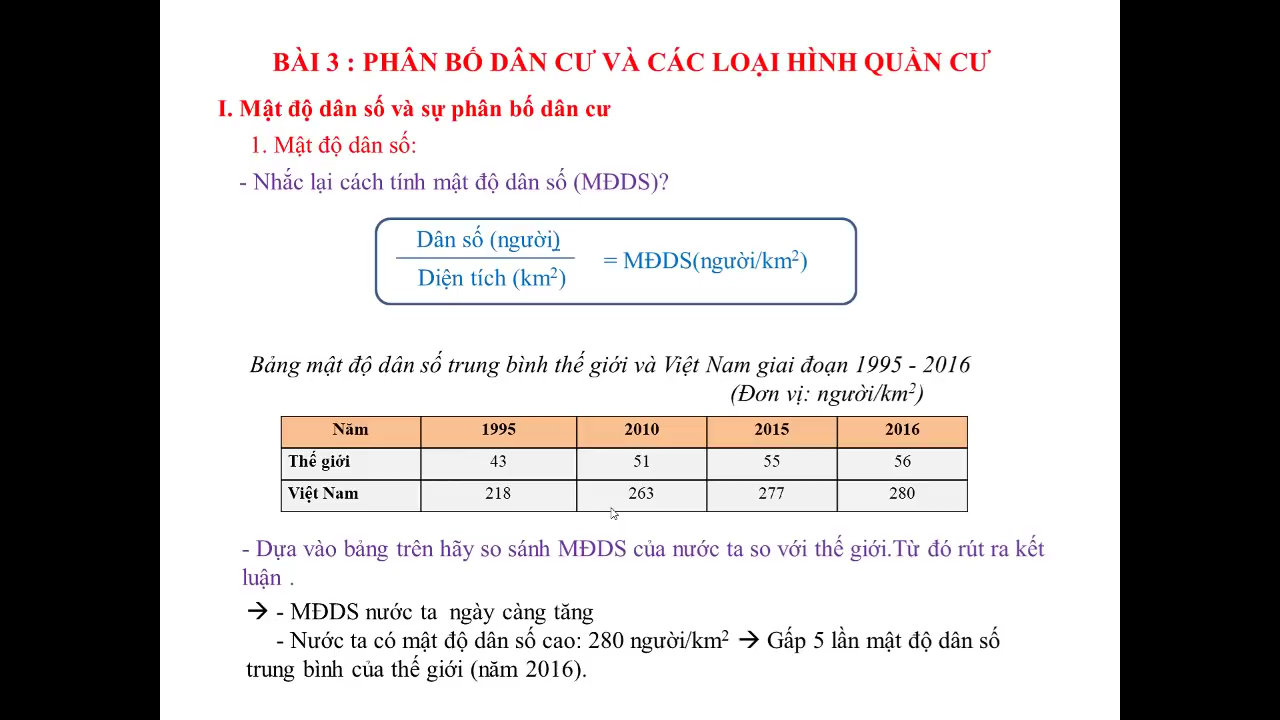 BÀI 3 : PHÂN BỐ DÂN CƯ VÀ CÁC LOẠI HÌNH QUẦN CƯ
I. Mật độ dân số và sự phân bố dân cư
1. Mật độ dân số:
- Nhắc lại cách tính mật độ dân số (MĐDS)?
Dân số (người)
Diện tích (km²)
= MĐDS(người/km²)
Bảng mật độ dân số trung bình thế giới và Việt Nam giai đoạn 1995 - 2016
(Đơn vị: người/km²)
Năm 1995 2010 2015 2016
Thế giới 43 51 55 56
Việt Nam 218 263 277 280
- Dựa vào bảng trên hãy so sánh MĐDS của nước ta so với thế giới.Từ đó rút ra kết
luận .
→ - MĐDS nước ta ngày càng tăng
- Nước ta có mật độ dân số cao: 280 người/km² → Gấp 5 lần mật độ dân số
trung bình của thế giới (năm 2016).